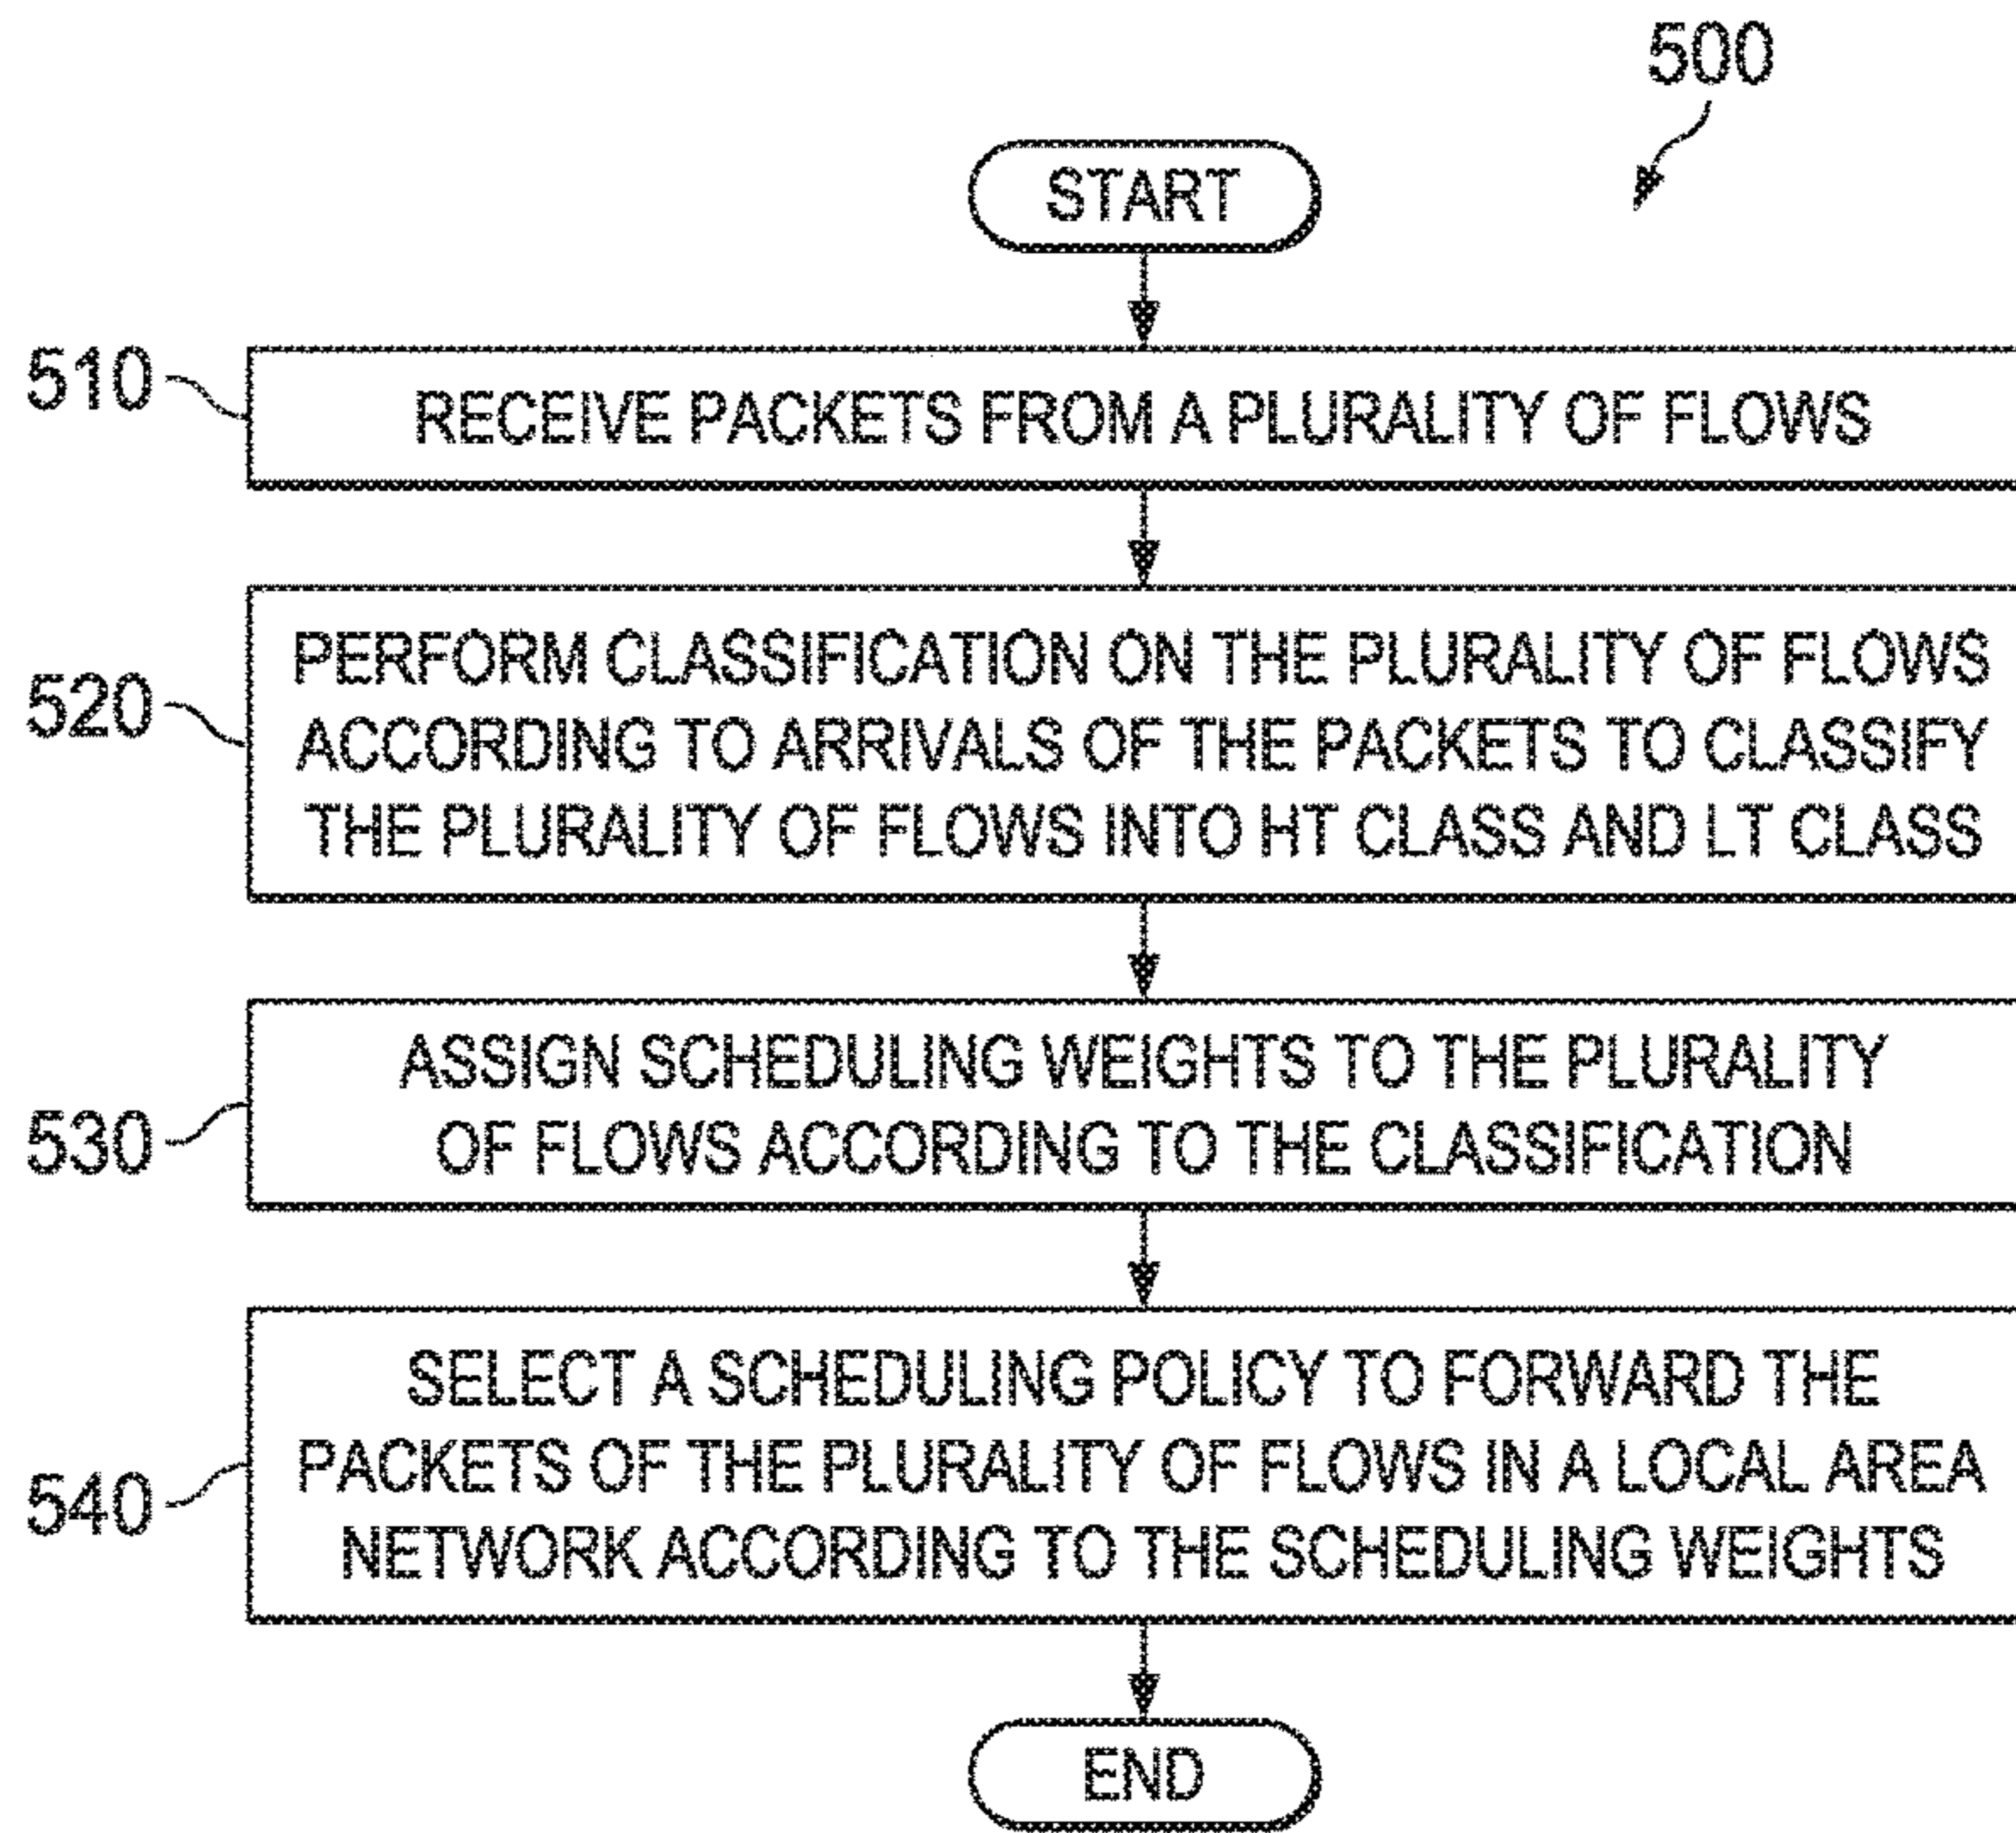 500
START
510
RECEIVE PACKETS FROM A PLURALITY OF FLOWS
520
PERFORM CLASSIFICATION ON THE PLURALITY OF FLOWS
ACCORDING TO ARRIVALS OF THE PACKETS TO CLASSIFY
THE PLURALITY OF FLOWS INTO HT CLASS AND LT CLASS
530
ASSIGN SCHEDULING WEIGHTS TO THE PLURALITY
OF FLOWS ACCORDING TO THE CLASSIFICATION
540
SELECT A SCHEDULING POLICY TO FORWARD THE
PACKETS OF THE PLURALITY OF FLOWS IN A LOCAL AREA
NETWORK ACCORDING TO THE SCHEDULING WEIGHTS
END